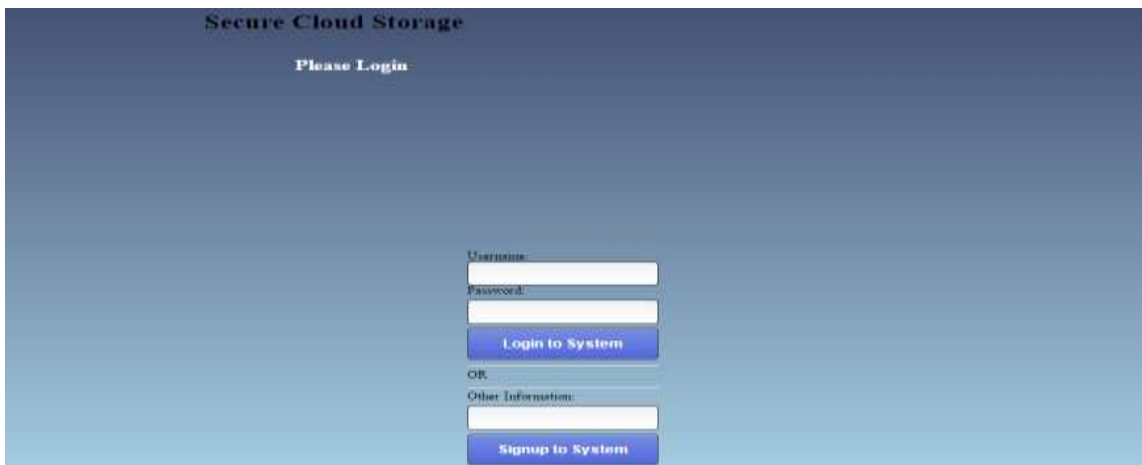 Secure Cloud Storage
Please Login
Username:
Password:
Login to System
OR
Other Information:
Signup to System